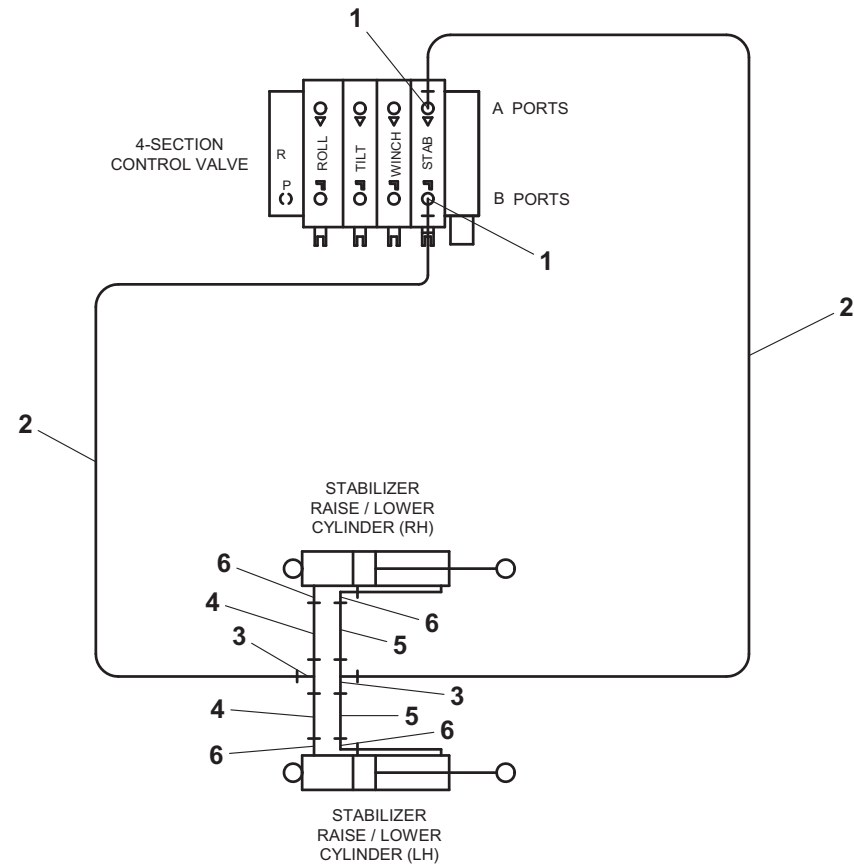 1
A PORTS
4-SECTION
CONTROL VALVE
R
P
ROLL
TILT
WINCH
STAB
B PORTS
1
2
2
STABILIZER
RAISE / LOWER
CYLINDER (RH)
6
6
4
5
3
3
4
5
6
6
STABILIZER
RAISE / LOWER
CYLINDER (LH)